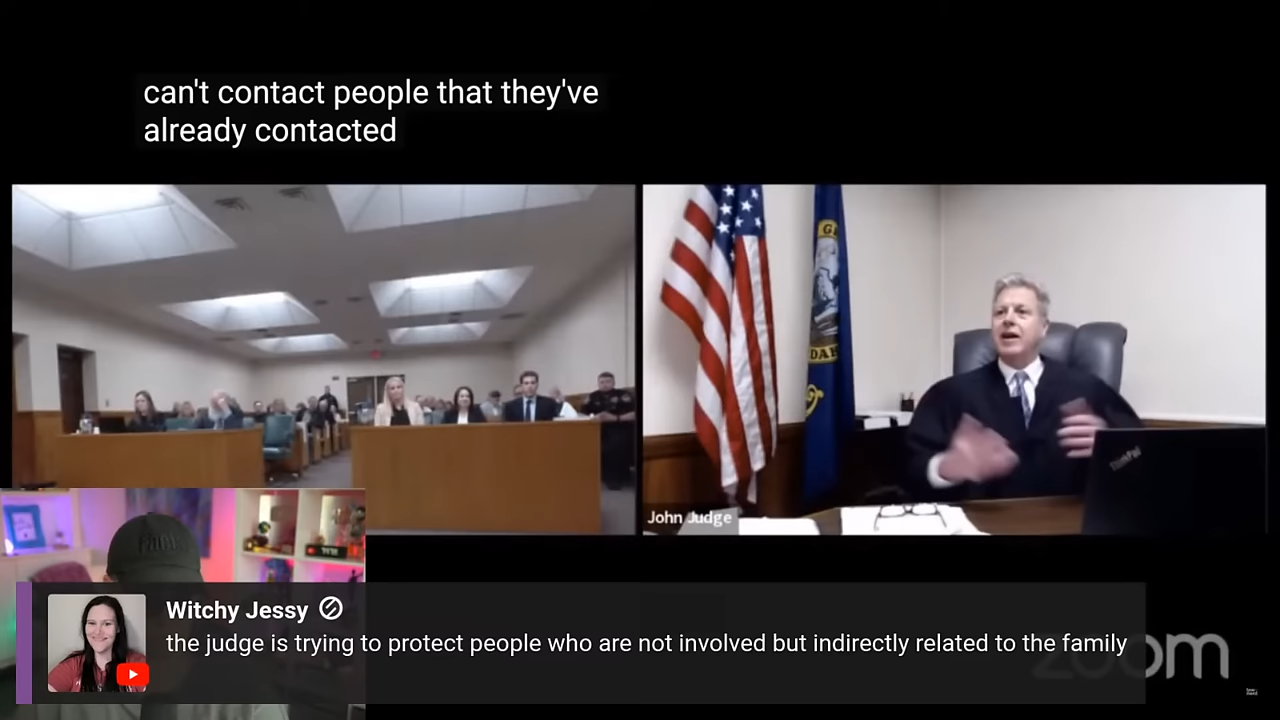 can't contact people that they've
already contacted
John Judge
ThinkPad
Witchy Jessy
the judge is trying to protect people who are not involved but indirectly related to the family
zoom